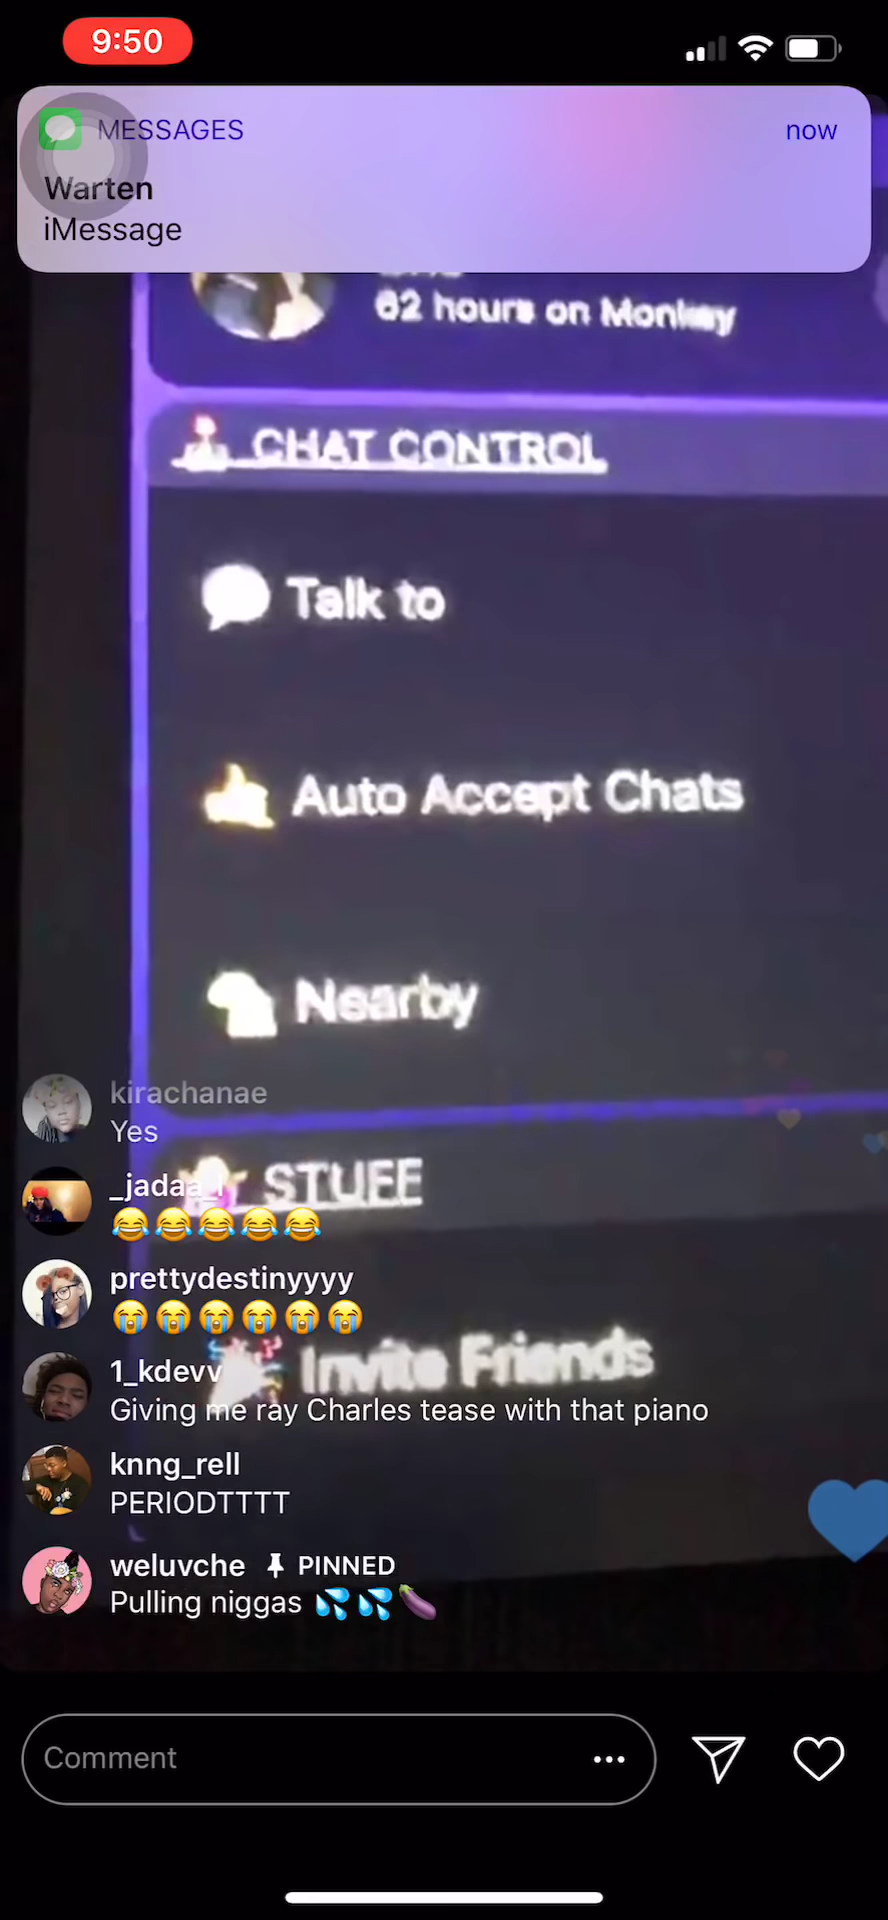 9:50
MESSAGES
now
Warten
iMessage
62 hours on Monkey
CHAT CONTROL
Talk to
Auto Accept Chats
Nearby
kirachanae
Yes
STUFF
_jadaa_l
😂😂😂😂😂
prettydestinyyyy
😭😭😭😭😭😭
Invite Friends
1_kdevv
Giving me ray Charles tease with that piano
knng_rell
PERIODTTTT
weluvche PINNED
Pulling niggas 💦💦🍆
Comment